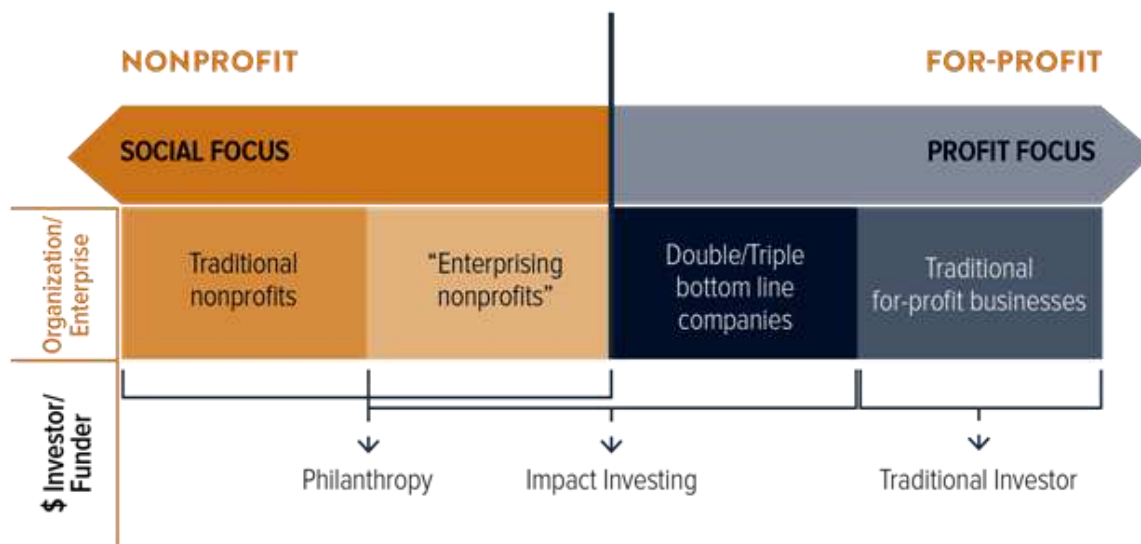 NONPROFIT
FOR-PROFIT
SOCIAL FOCUS
PROFIT FOCUS
Organization/
Enterprise
Traditional
nonprofits
“Enterprising
nonprofits”
Double/Triple
bottom line
companies
Traditional
for-profit businesses
$ Investor/
Funder
Philanthropy
Impact Investing
Traditional Investor